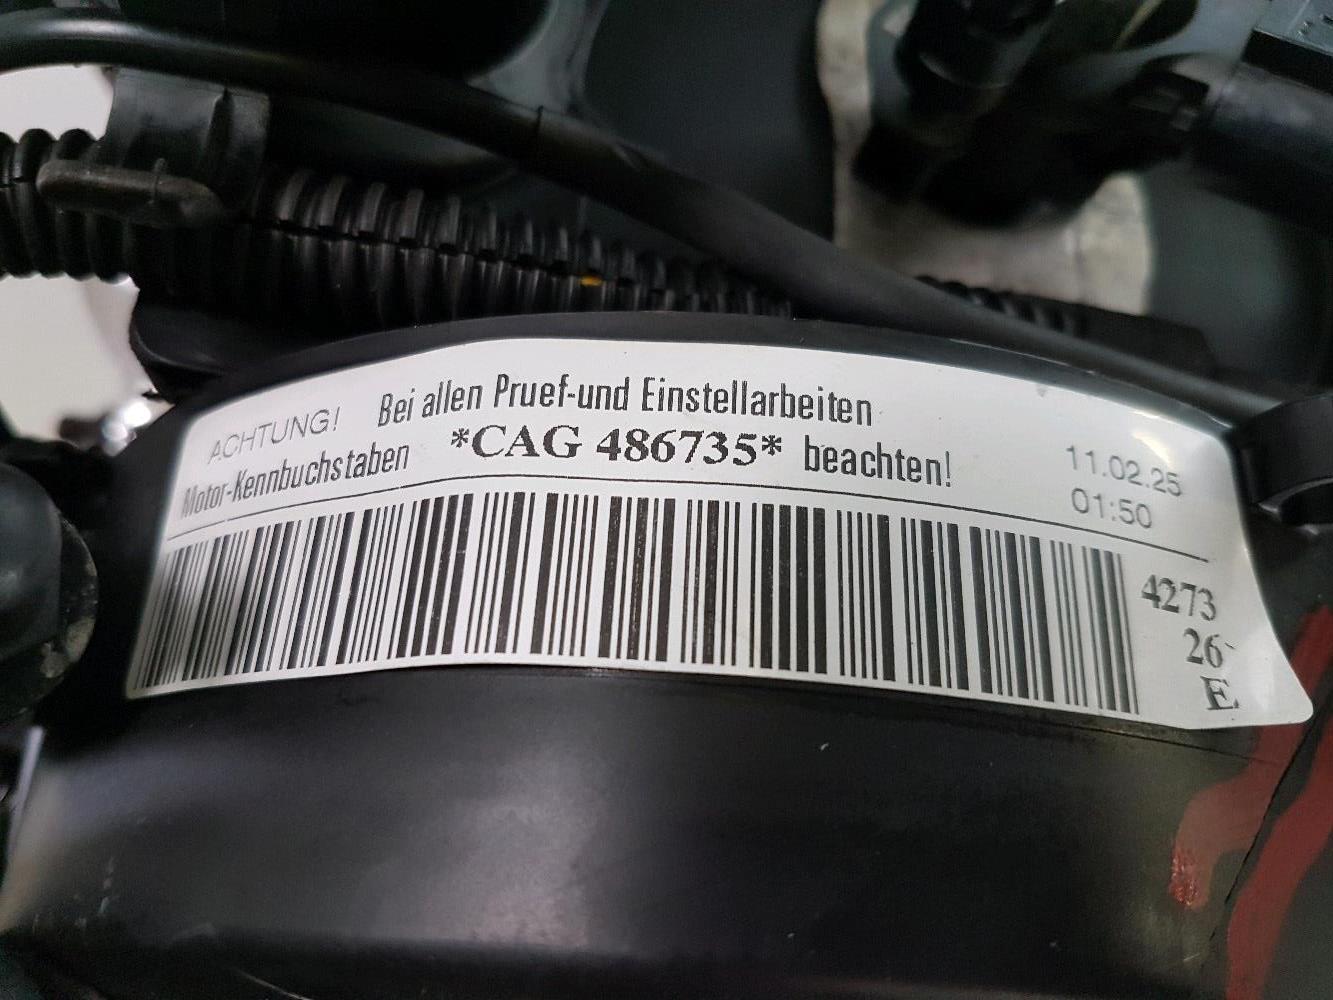 ACHTUNG! Bei allen Pruef-und Einstellarbeiten
Motor-Kennbuchstaben *CAG 486735* beachten!
11.02.25
01:50
4273
26
E